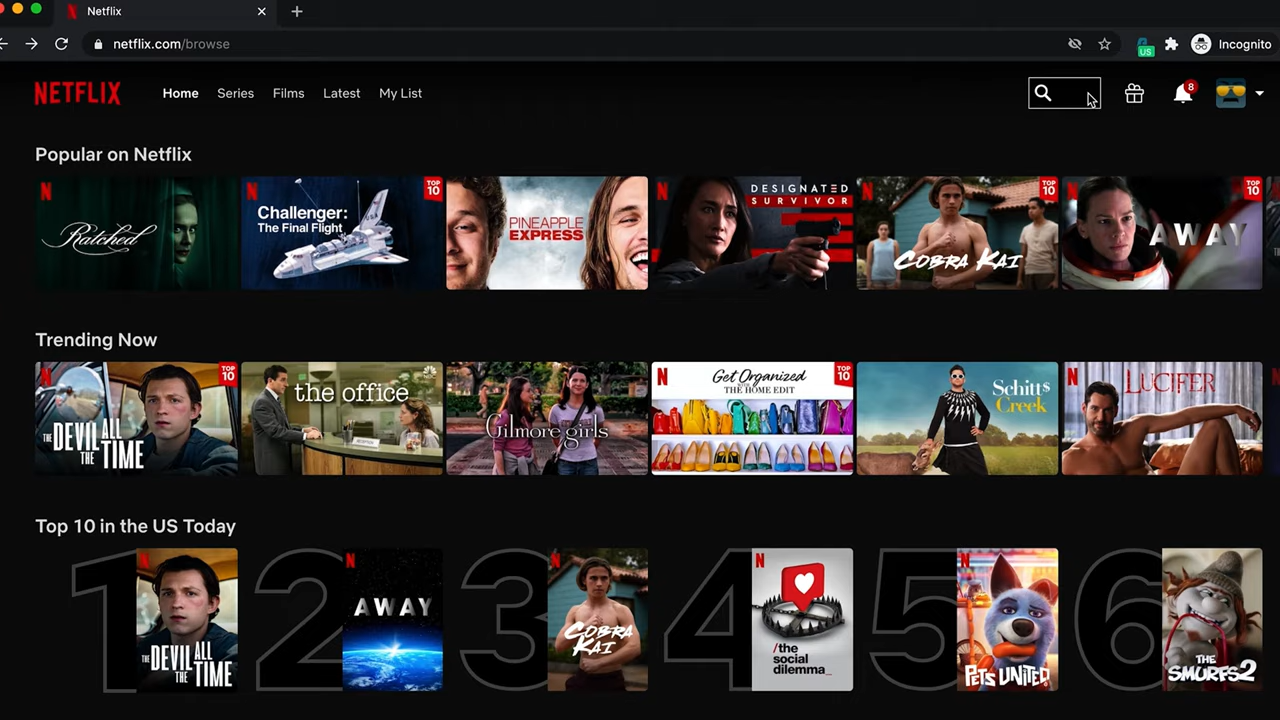 Netflix
netflix.com/browse
US
Incognito
NETFLIX
Home
Series
Films
Latest
My List
8
Popular on Netflix
N
Ratched
N
TOP
10
Challenger:
The Final Flight
PINEAPPLE
EXPRESS
N
DESIGNATED
SURVIVOR
N
TOP
10
COBRA KAI
N
TOP
10
AWAY
Trending Now
N
TOP
10
THE DEVIL ALL
THE TIME
the office
NBC
Gilmore girls
N
TOP
10
Get Organized
WITH
THE HOME EDIT
Schitt$
Creek
N
LUCIFER
Top 10 in the US Today
1
N
THE DEVIL ALL
THE TIME
2
N
AWAY
3
N
COBRA
KAI
4
N
/the
social
dilemma_
5
N
PETS UNITED
6
THE
SMURFS2